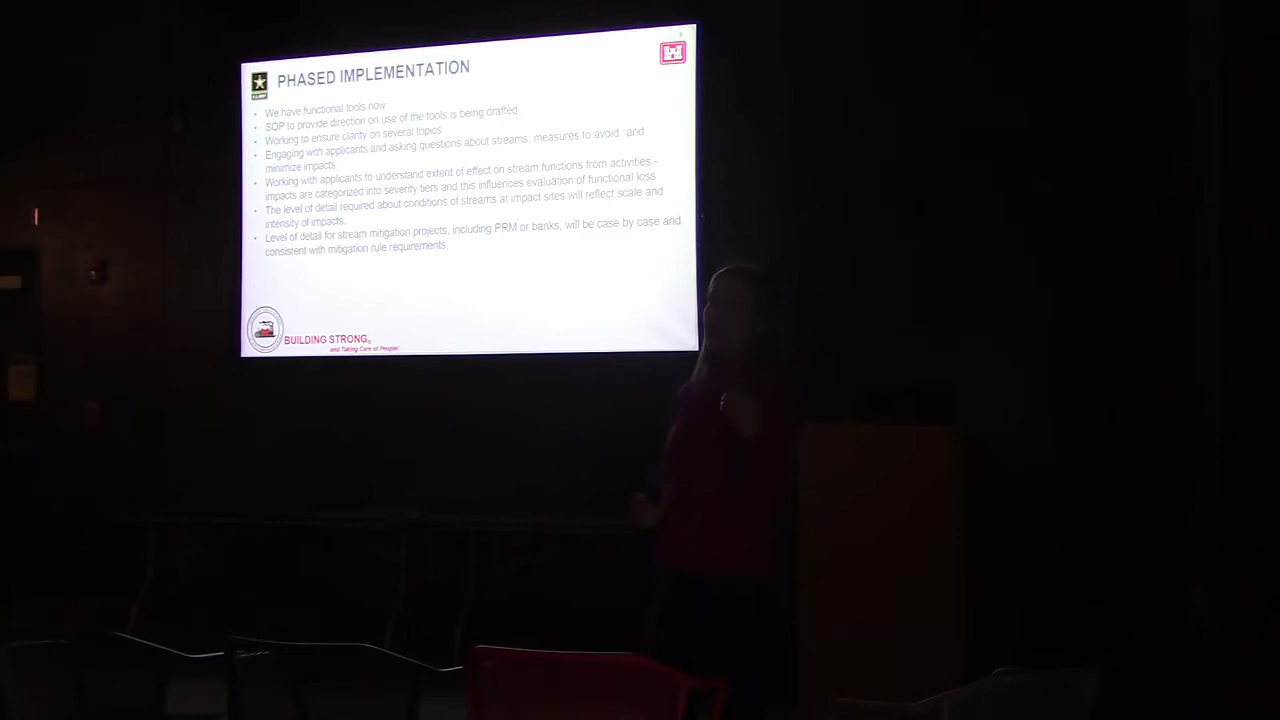 PHASED IMPLEMENTATION
• We have functional tools now
• SOP to provide direction on use of the tools is being drafted
• Working to ensure clarity on several topics
• Engaging with applicants and asking questions about streams, measures to avoid and
minimize impacts
• Working with applicants to understand extent of effect on stream functions from activities -
impacts are categorized into severity tiers and this influences evaluation of functional loss
• The level of detail required about conditions of streams at impact sites will reflect scale and
intensity of impacts.
• Level of detail for stream mitigation projects, including PRM or banks, will be case by case and
consistent with mitigation rule requirements.
BUILDING STRONG®
and Taking Care of People!